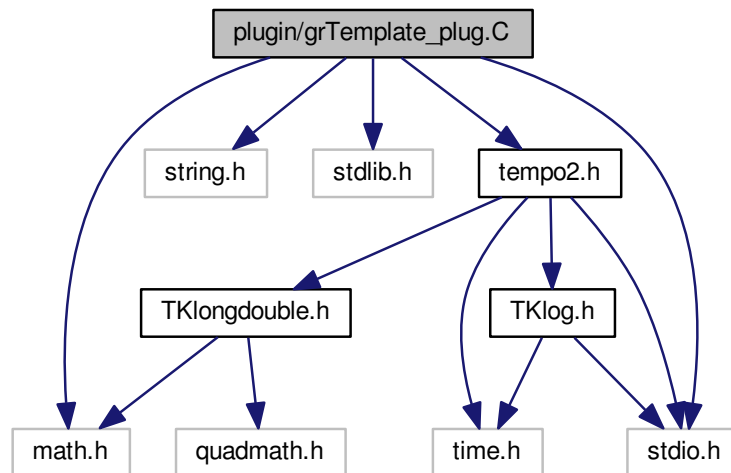 plugin/grTemplate_plug.C
string.h
stdlib.h
tempo2.h
TKlongdouble.h
TKlog.h
math.h
quadmath.h
time.h
stdio.h